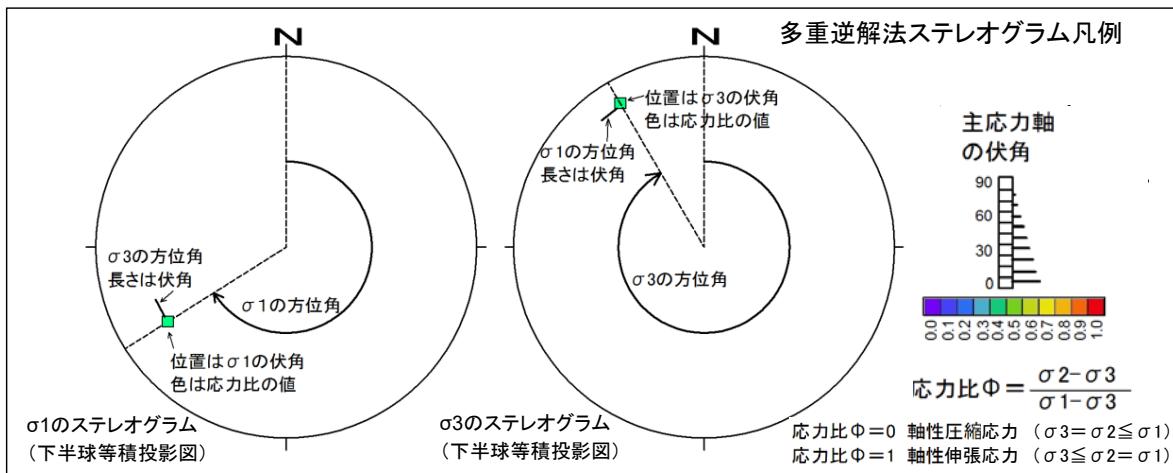 多重逆解法ステレオグラム凡例
N
σ3の方位角
長さは伏角
σ1の方位角
位置はσ1の伏角
色は応力比の値
σ1のステレオグラム
(下半球等積投影図)
N
位置はσ3の伏角
色は応力比の値
σ1の方位角
長さは伏角
σ3の方位角
σ3のステレオグラム
(下半球等積投影図)
主応力軸
の伏角
90
60
30
0
0.0 0.1 0.2 0.3 0.4 0.5 0.6 0.7 0.8 0.9 1.0
応力比Φ=σ2-σ3
σ1-σ3
応力比Φ=0 軸性圧縮応力 (σ3=σ2≦σ1)
応力比Φ=1 軸性伸張応力 (σ3≦σ2=σ1)